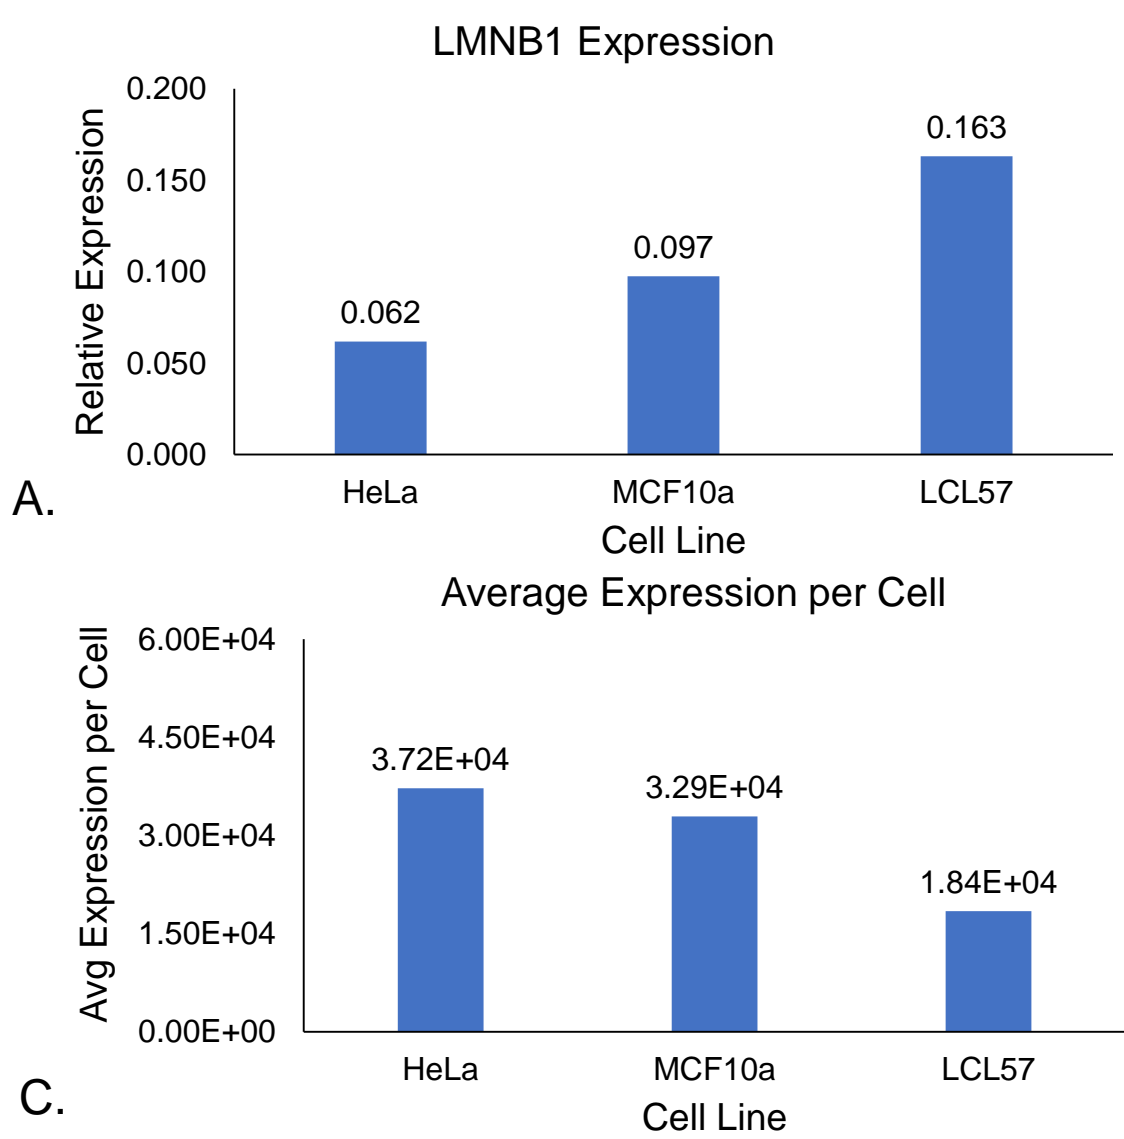 LMNB1 Expression
Relative Expression
0.200
0.150
0.100
0.050
0.000
0.062
0.097
0.163
HeLa MCF10a LCL57
Cell Line
A.
Average Expression per Cell
Avg Expression per Cell
6.00E+04
4.50E+04
3.00E+04
1.50E+04
0.00E+00
3.72E+04
3.29E+04
1.84E+04
HeLa MCF10a LCL57
Cell Line
C.